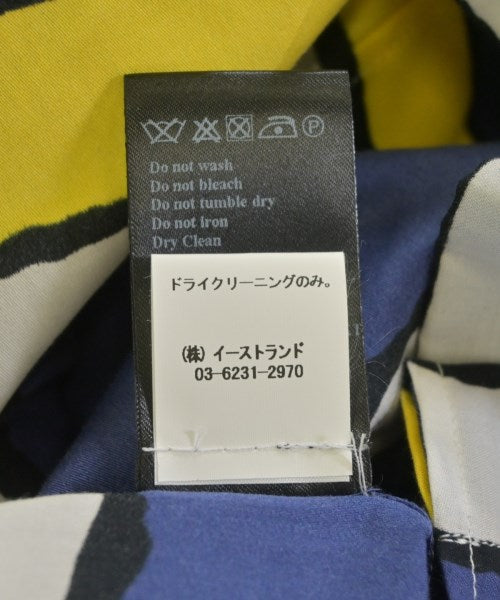 Do not wash
Do not bleach
Do not tumble dry
Do not iron
Dry Clean
ドライクリーニングのみ。
(株) イーストランド
03-6231-2970